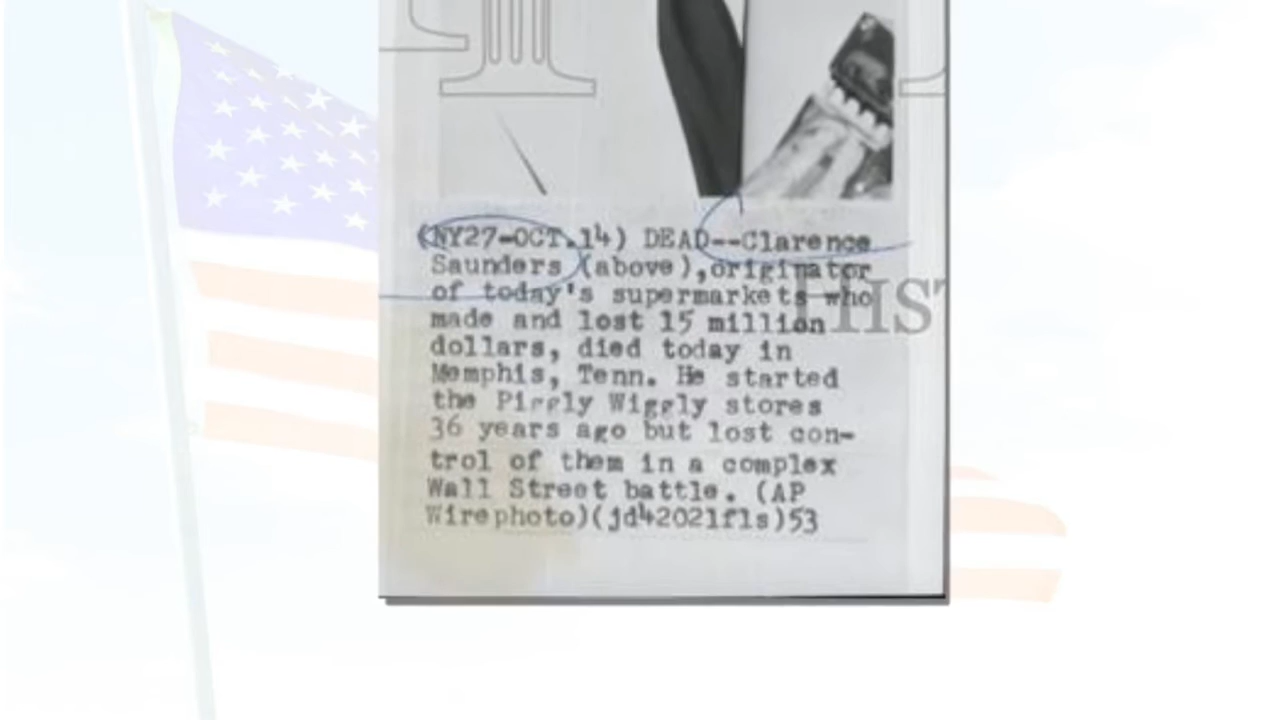 (NY27-OCT.14) DEAD--Clarence
Saunders (above),originator
of today's supermarkets who
made and lost 15 million
dollars, died today in
Memphis, Tenn. He started
the Piggly Wiggly stores
36 years ago but lost con-
trol of them in a complex
Wall Street battle. (AP
Wirephoto)(jd42021fls)53
HIST